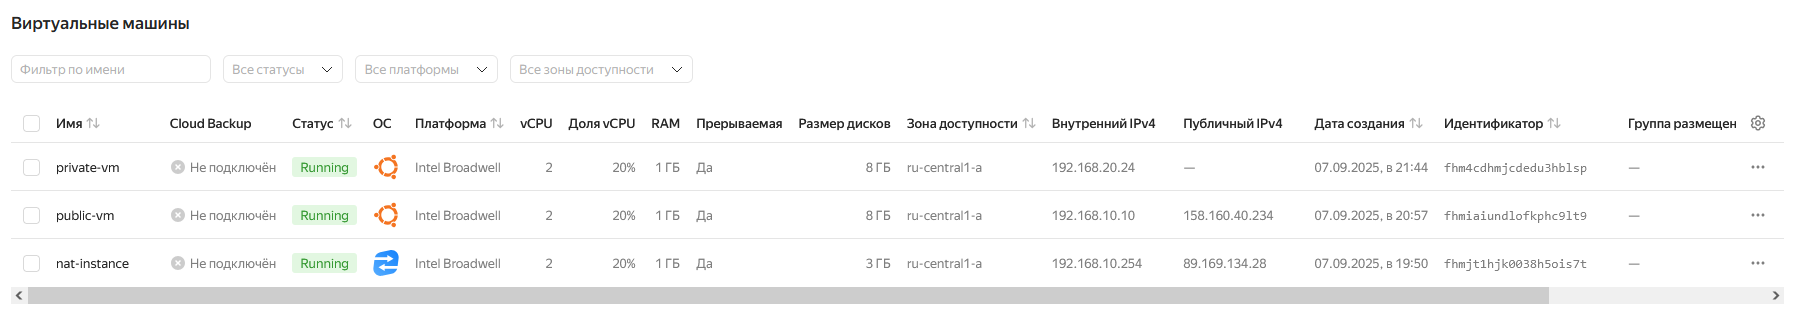 Виртуальные машины
Фильтр по имени Все статусы Все платформы Все зоны доступности
Имя Cloud Backup Статус ОС Платформа vCPU Доля vCPU RAM Прерываемая Размер дисков Зона доступности Внутренний IPv4 Публичный IPv4 Дата создания Идентификатор Группа размещен
private-vm Не подключён Running Intel Broadwell 2 20% 1 ГБ Да 8 ГБ ru-central1-a 192.168.20.24 — 07.09.2025, в 21:44 fhm4cdhmjcdedu3hblsp —
public-vm Не подключён Running Intel Broadwell 2 20% 1 ГБ Да 8 ГБ ru-central1-a 192.168.10.10 158.160.40.234 07.09.2025, в 20:57 fhmiaiundlofkphc9lt9 —
nat-instance Не подключён Running Intel Broadwell 2 20% 1 ГБ Да 3 ГБ ru-central1-a 192.168.10.254 89.169.134.28 07.09.2025, в 19:50 fhmjt1hjk0038h5ois7t —